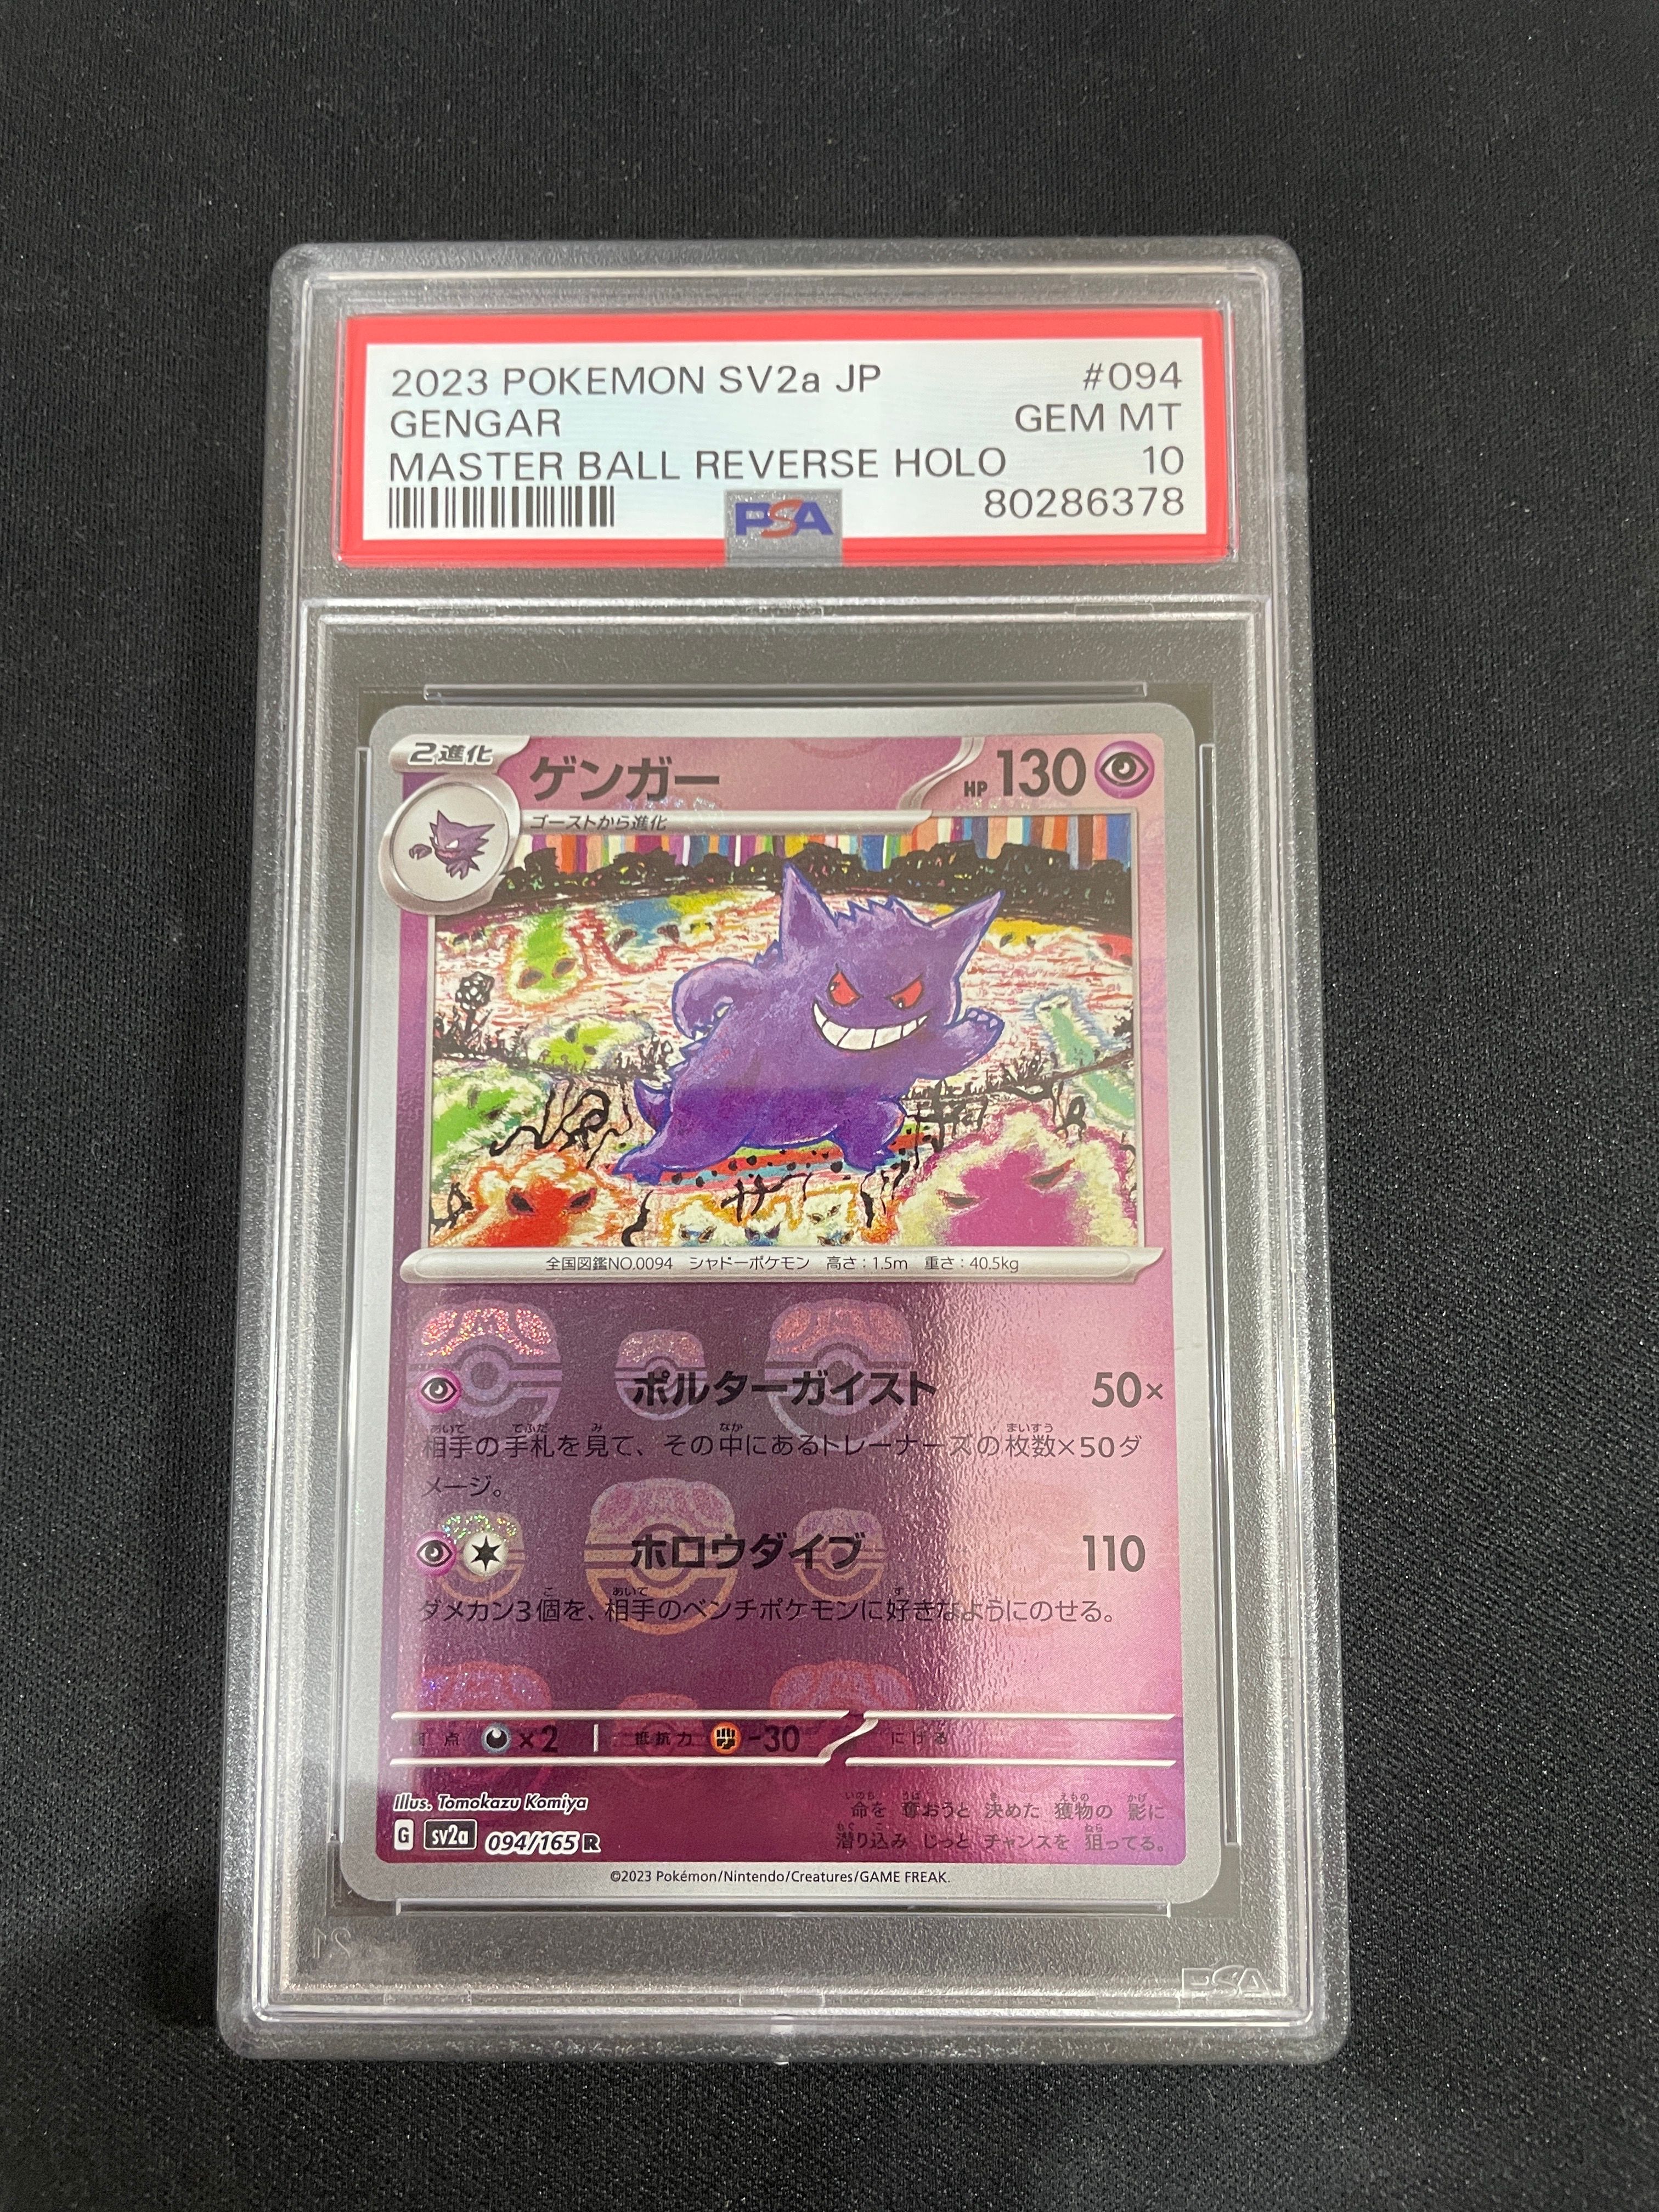 2023 POKEMON SV2a JP #094
GENGAR GEM MT
MASTER BALL REVERSE HOLO 10
PSA 80286378
2進化
ゲンガー HP 130
ゴーストから進化
全国図鑑NO.0094 シャドーポケモン 高さ:1.5m 重さ:40.5kg
ポルターガイスト 50×
相手の手札を見て、その中にあるトレーナーズの枚数×50ダ
メージ。
ホロウダイブ 110
ダメカン3個を、相手のベンチポケモンに好きなようにのせる。
弱点 ×2 抵抗力 -30 にげる
Illus. Tomokazu Komiya
命を 奪おうと 決めた 獲物の 影に
G sv2a 094/165 R
潜り込み じっと チャンスを 狙ってる。
©2023 Pokémon/Nintendo/Creatures/GAME FREAK.
PSA